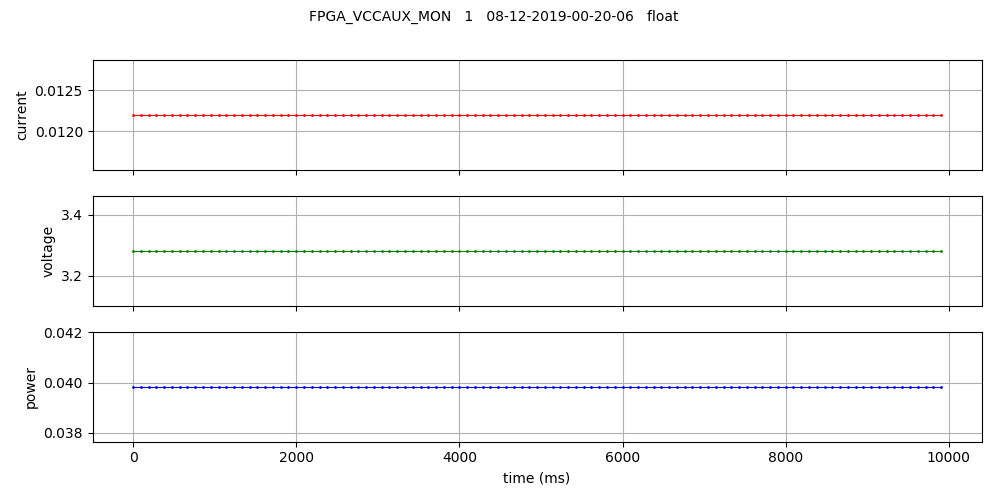 FPGA_VCCAUX_MON 1 08-12-2019-00-20-06 float
0.0125
0.0120
current
3.4
3.2
voltage
0.042
0.040
0.038
power
0 2000 4000 6000 8000 10000
time (ms)